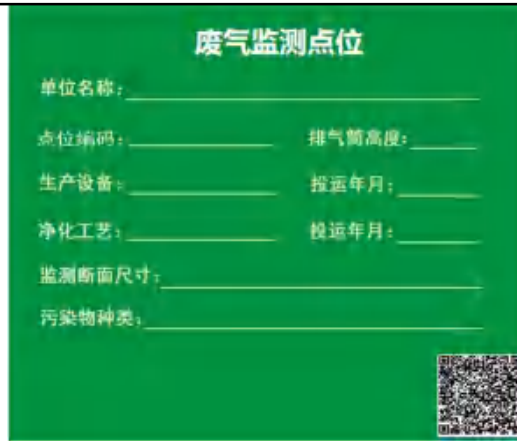 废气监测点位
单位名称:
点位编码: 排气筒高度:
生产设备: 投运年月:
净化工艺: 投运年月:
监测断面尺寸:
污染物种类: